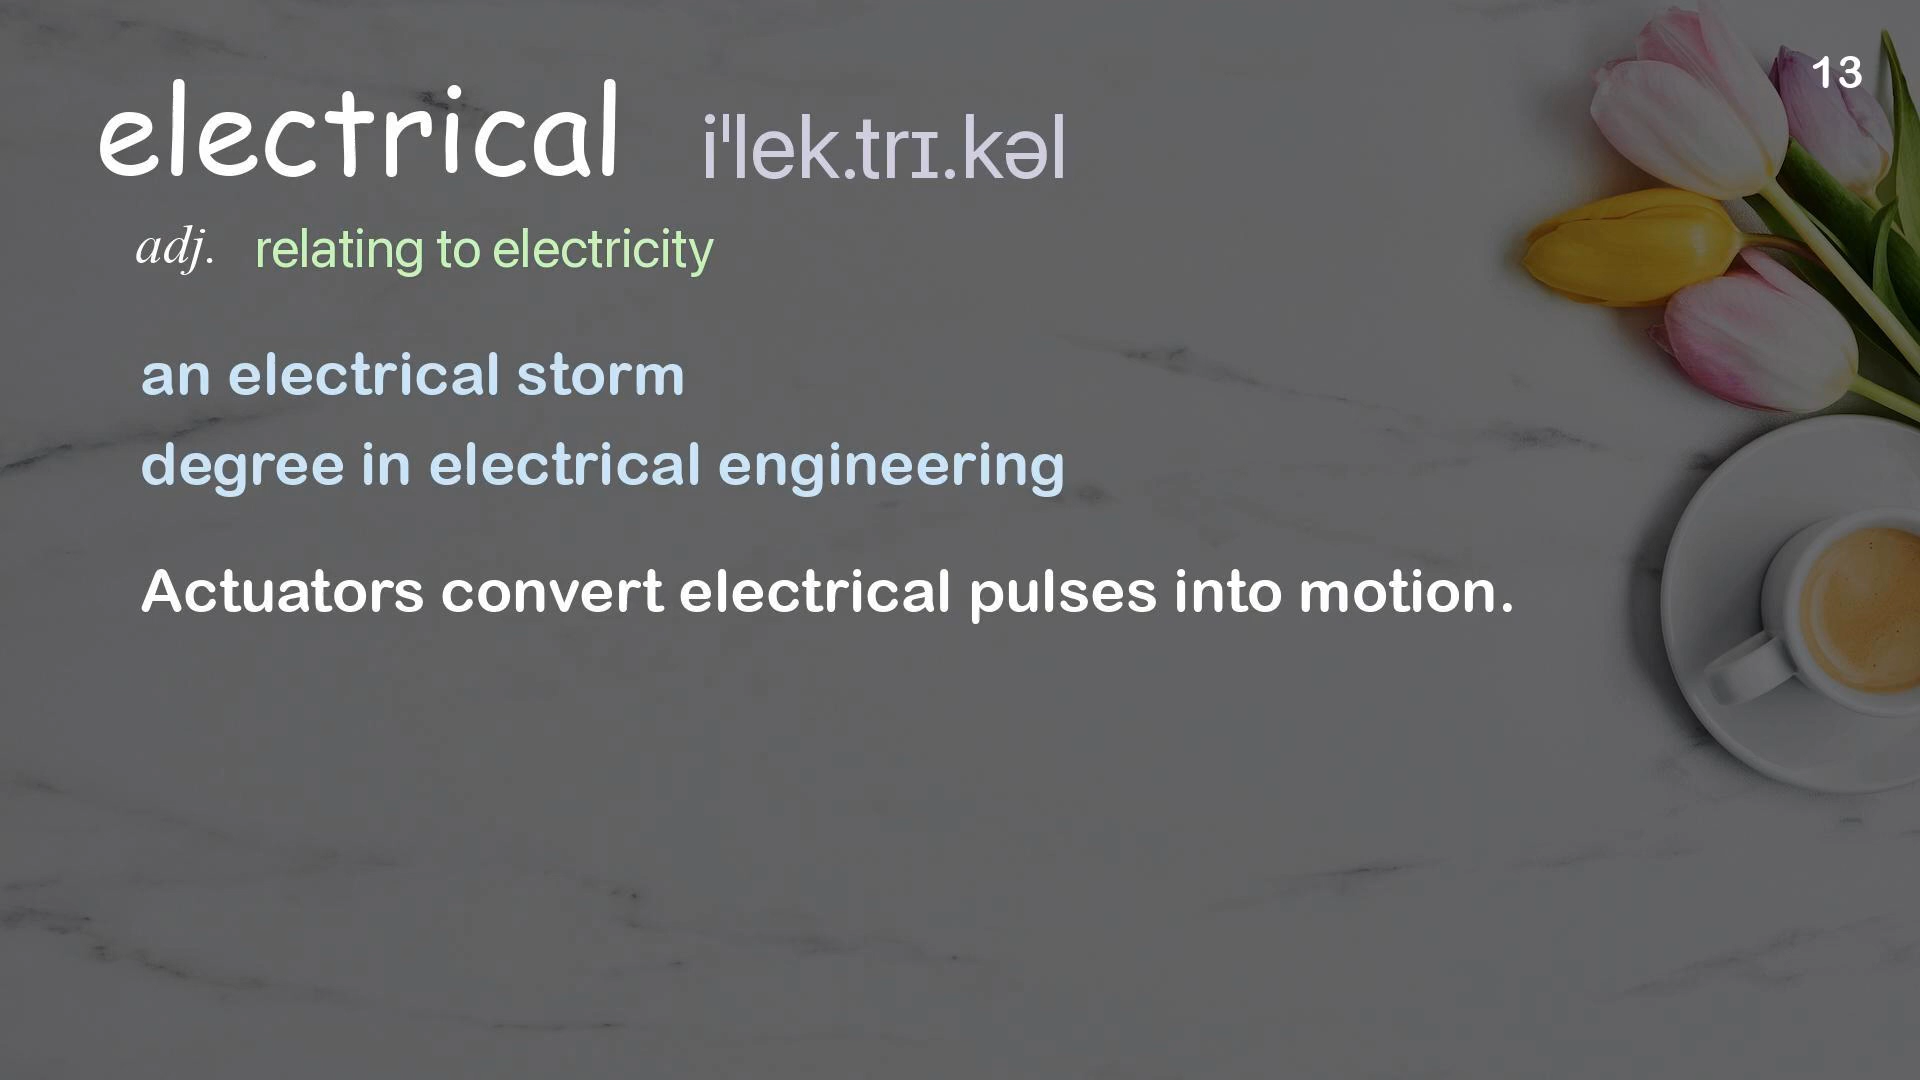 13
electrical iˈlek.trɪ.kəl
adj. relating to electricity
an electrical storm
degree in electrical engineering
Actuators convert electrical pulses into motion.